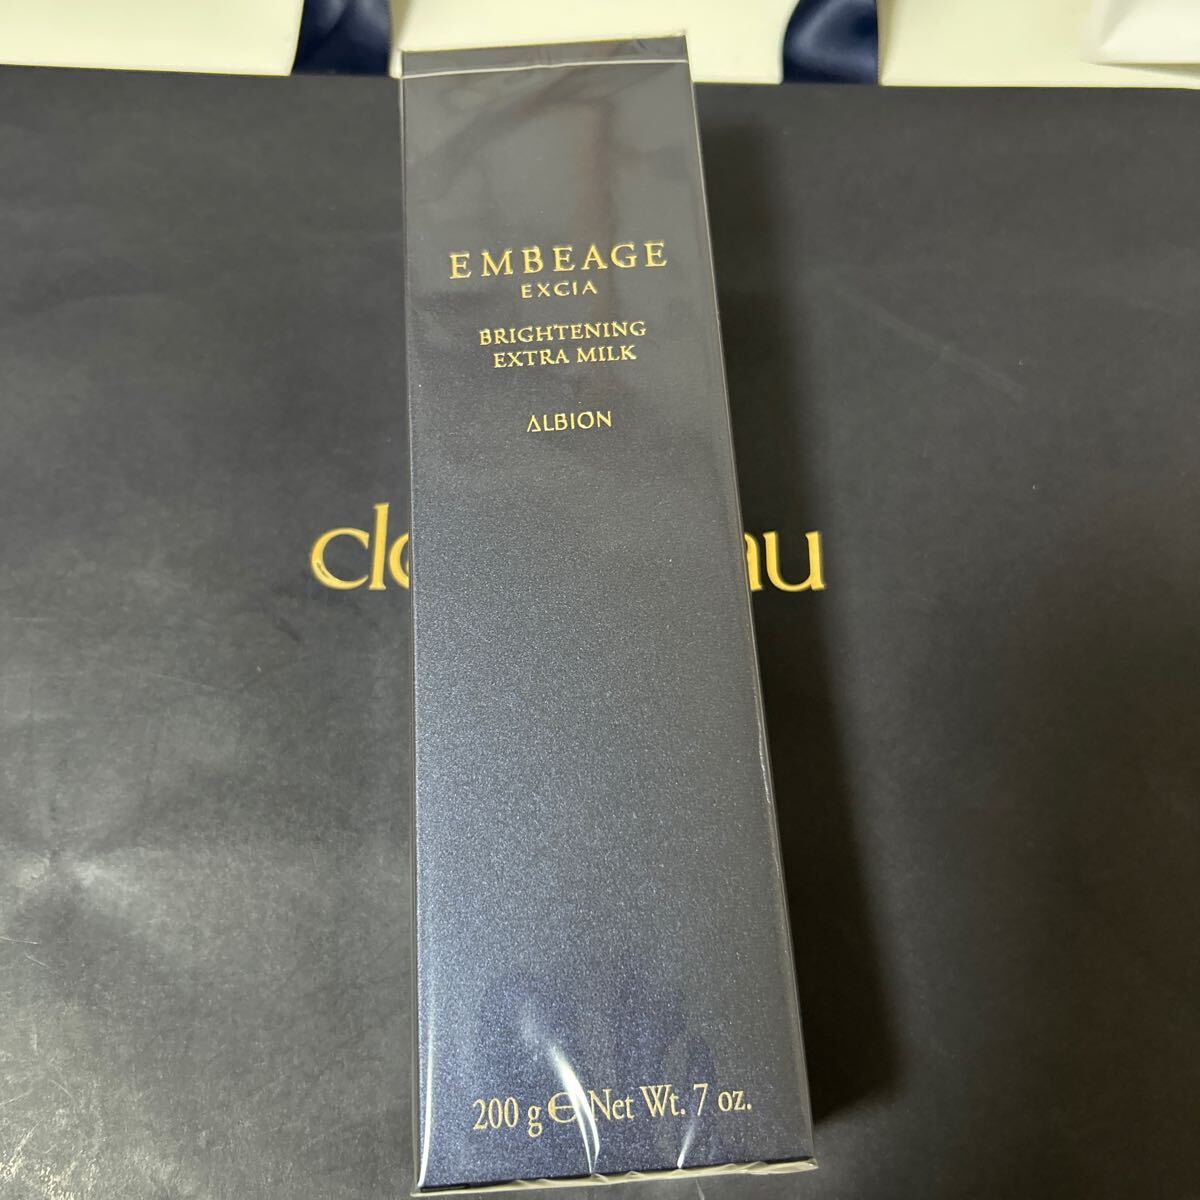 EMBEAGE
EXCIA
BRIGHTENING
EXTRA MILK
ALBION
200 g ℮ Net Wt. 7 oz.